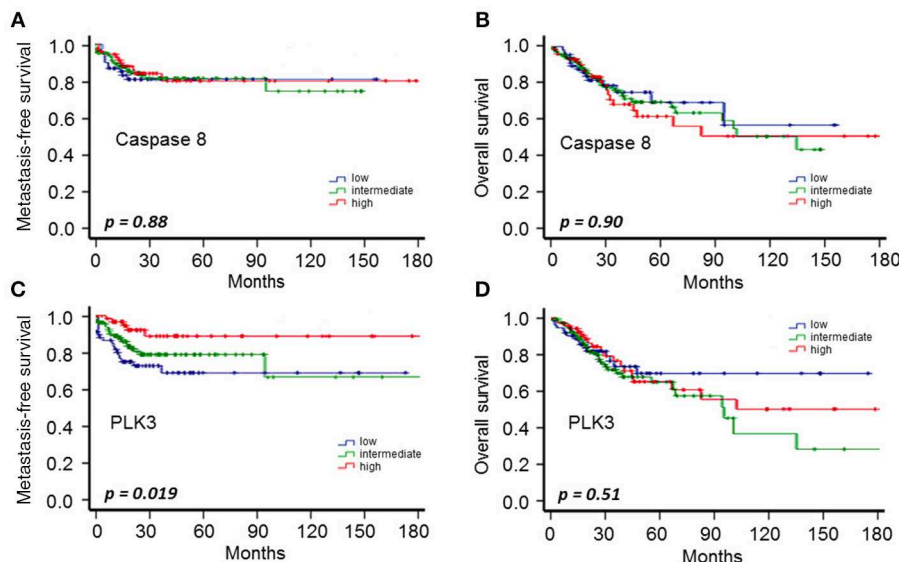 A
Metastasis-free survival
1.0
0.8
0.6
0.4
0.2
0.0
Caspase 8
low
intermediate
high
p = 0.88
0 30 60 90 120 150 180
Months
B
Overall survival
1.0
0.8
0.6
0.4
0.2
0.0
Caspase 8
low
intermediate
high
p = 0.90
0 30 60 90 120 150 180
Months
C
Metastasis-free survival
1.0
0.8
0.6
0.4
0.2
0.0
PLK3
low
intermediate
high
p = 0.019
0 30 60 90 120 150 180
Months
D
Overall survival
1.0
0.8
0.6
0.4
0.2
0.0
low
intermediate
high
PLK3
p = 0.51
0 30 60 90 120 150 180
Months